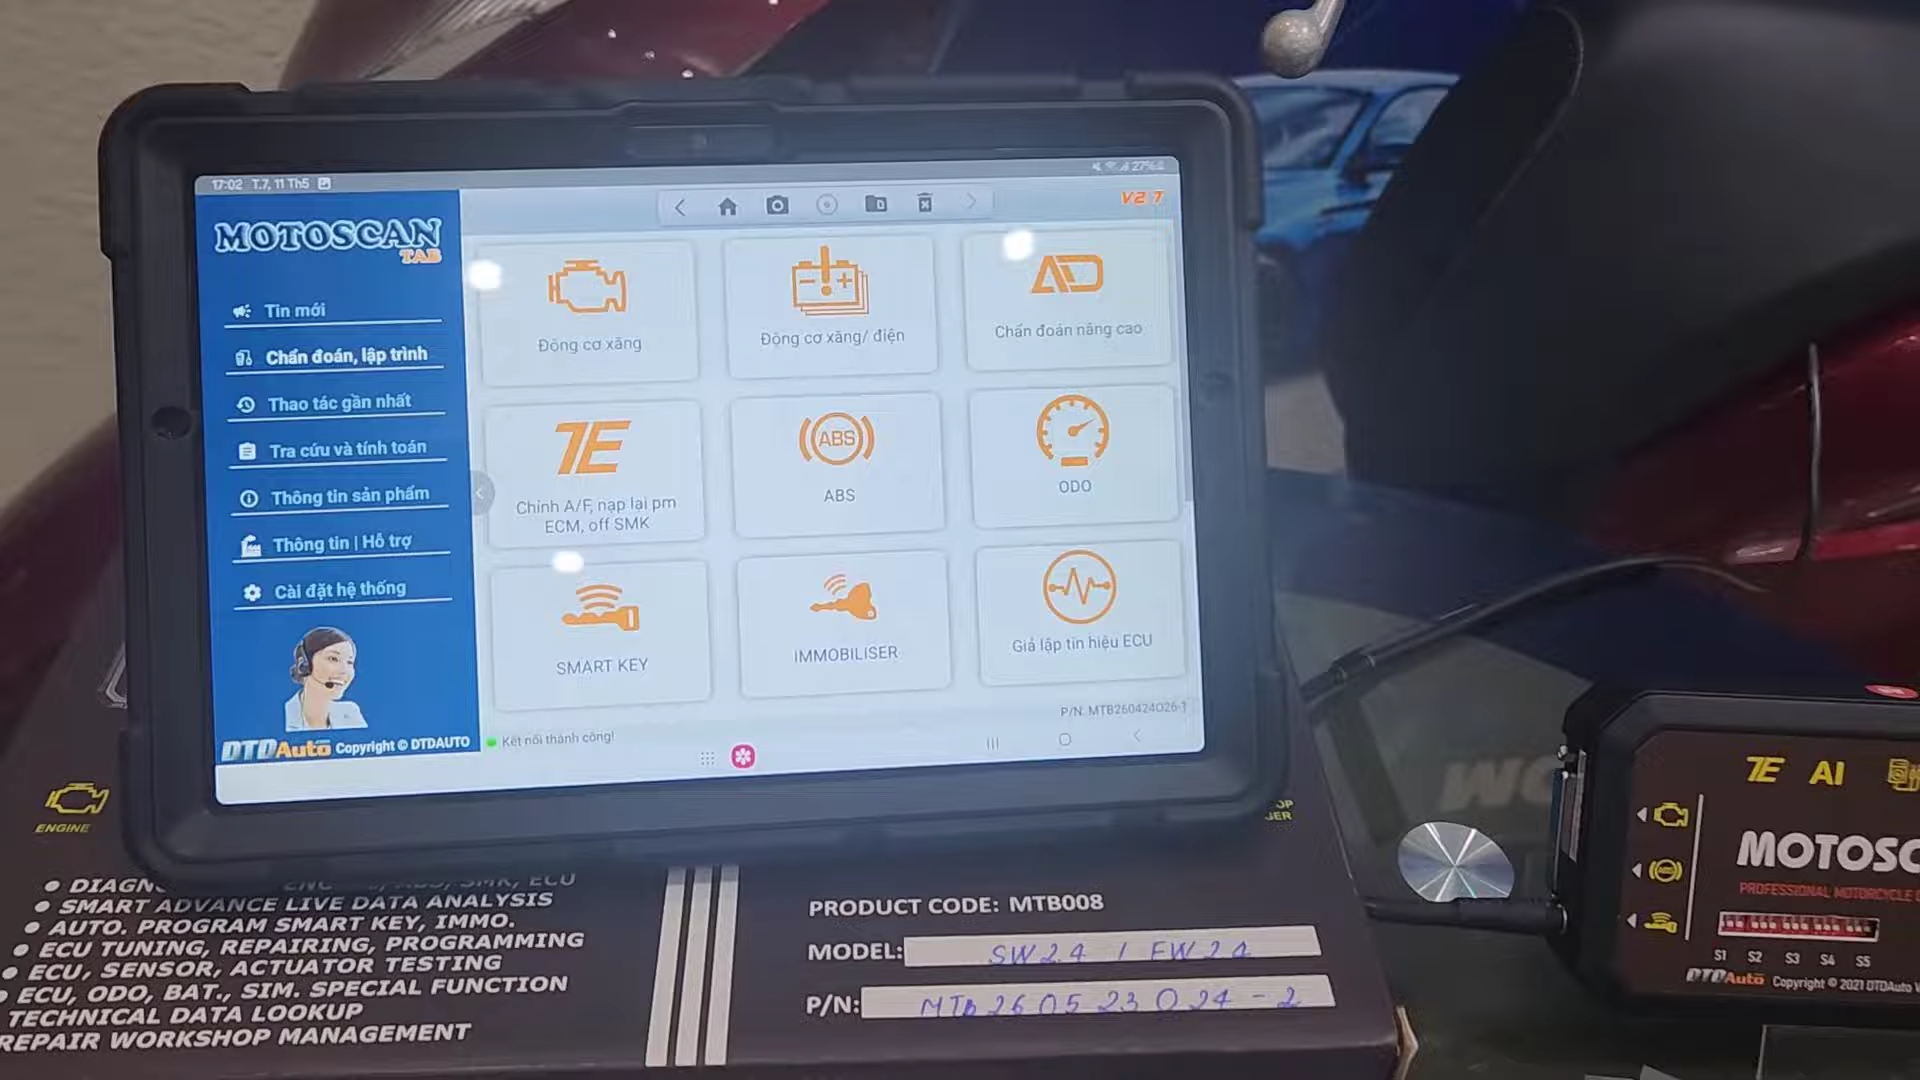 17:02 T.7, 11 Th5
27%
MOTOSCAN
TAB
V2.7
Tin mới
Chẩn đoán, lập trình
Thao tác gần nhất
Tra cứu và tính toán
Thông tin sản phẩm
Thông tin | Hỗ trợ
Cài đặt hệ thống
DTDAuto Copyright © DTDAUTO
Động cơ xăng
Động cơ xăng/ điện
Chẩn đoán nâng cao
Chỉnh A/F, nạp lại pm
ECM, off SMK
ABS
ABS
ODO
SMART KEY
IMMOBILISER
Giả lập tín hiệu ECU
P/N: MTB260424026-1
Kết nối thành công!
ENGINE
SMART ADVANCE LIVE DATA ANALYSIS
AUTO. PROGRAM SMART KEY, IMMO.
ECU TUNING, REPAIRING, PROGRAMMING
ECU, SENSOR, ACTUATOR TESTING
ECU, ODO, BAT., SIM. SPECIAL FUNCTION
TECHNICAL DATA LOOKUP
REPAIR WORKSHOP MANAGEMENT
PRODUCT CODE: MTB008
MODEL: SW 2.4 / FW 2.4
P/N: MTB 26 05 23 024 - 2
TE AI
MOTOSC
PROFESSIONAL MOTORCYCLE
S1 S2 S3 S4 S5
DTDAuto Copyright © 2021 DTDAuto